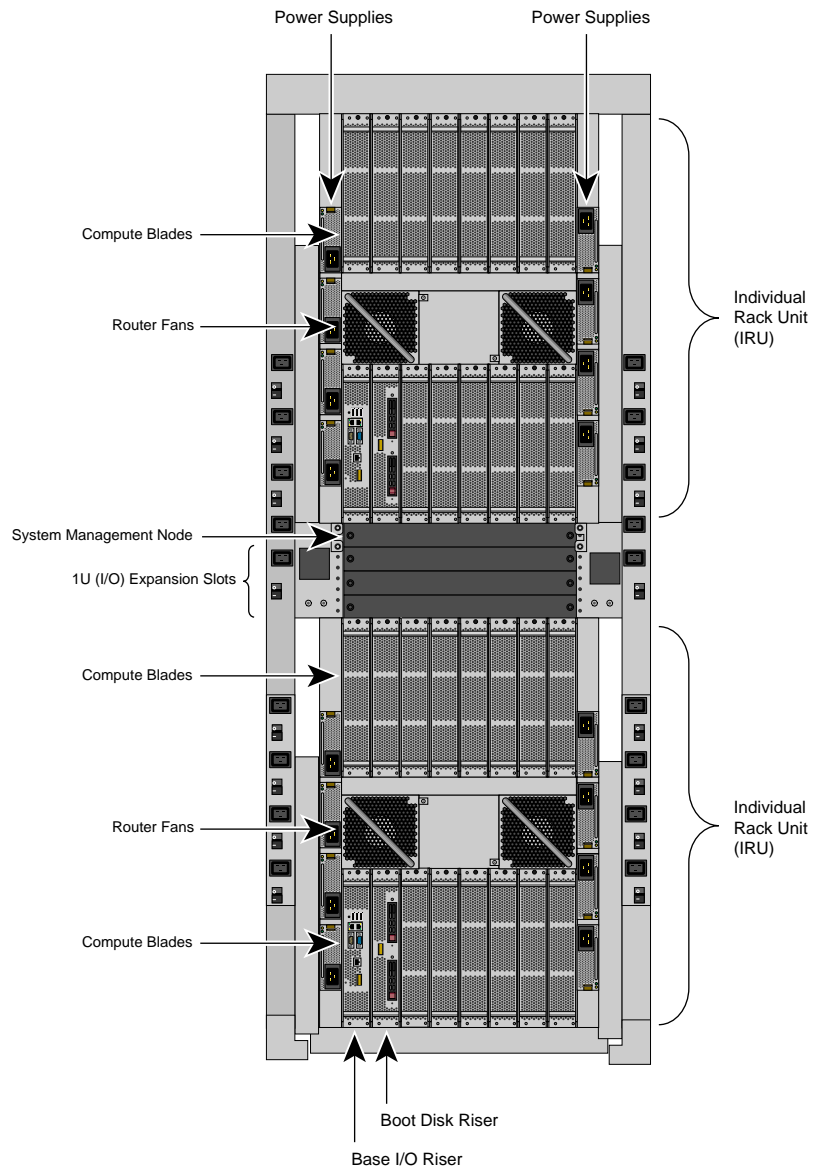 Power Supplies
Power Supplies
Compute Blades
Router Fans
Individual
Rack Unit
(IRU)
System Management Node
1U (I/O) Expansion Slots
Compute Blades
Router Fans
Individual
Rack Unit
(IRU)
Compute Blades
Boot Disk Riser
Base I/O Riser